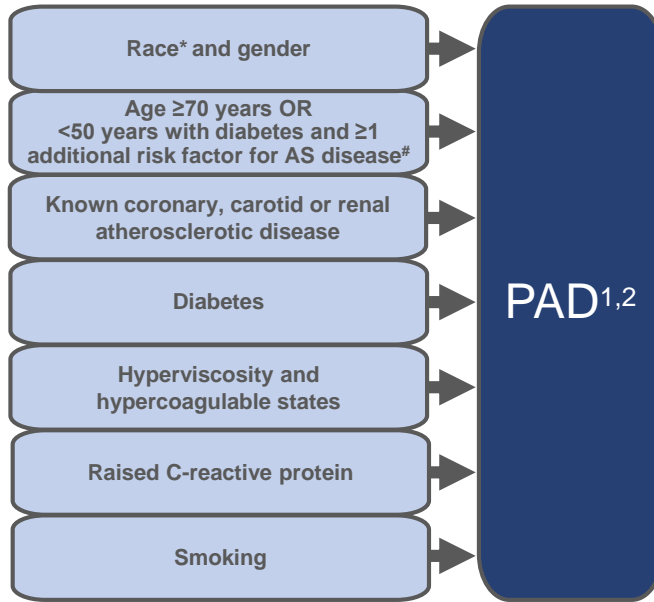 Race* and gender
Age ≥70 years OR
<50 years with diabetes and ≥1
additional risk factor for AS disease#
Known coronary, carotid or renal
atherosclerotic disease
Diabetes
Hyperviscosity and
hypercoagulable states
Raised C-reactive protein
Smoking
PAD1,2